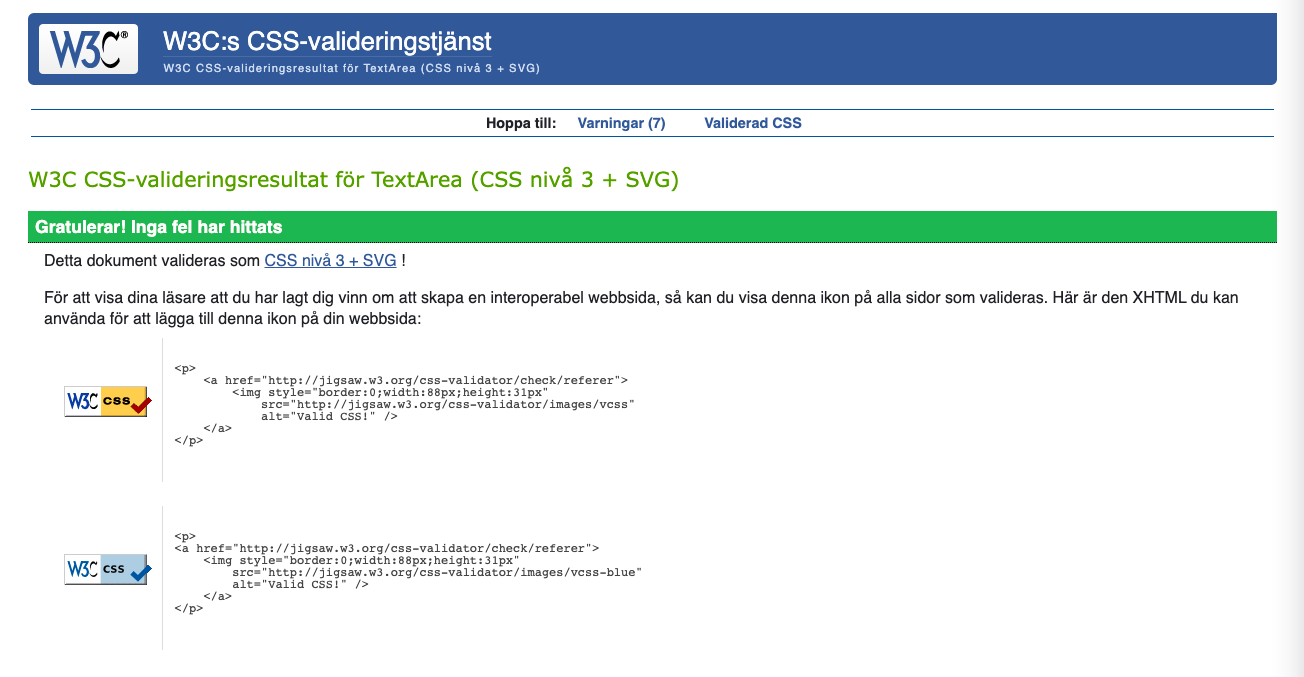 W3C®
W3C:s CSS-valideringstjänst
W3C CSS-valideringsresultat för TextArea (CSS nivå 3 + SVG)
Hoppa till: Varningar (7) Validerad CSS
W3C CSS-valideringsresultat för TextArea (CSS nivå 3 + SVG)
Gratulerar! Inga fel har hittats
Detta dokument valideras som CSS nivå 3 + SVG !
För att visa dina läsare att du har lagt dig vinn om att skapa en interoperabel webbsida, så kan du visa denna ikon på alla sidor som valideras. Här är den XHTML du kan
använda för att lägga till denna ikon på din webbsida:
W3C css
<p>
    <a href="http://jigsaw.w3.org/css-validator/check/referer">
        <img style="border:0;width:88px;height:31px"
            src="http://jigsaw.w3.org/css-validator/images/vcss"
            alt="Valid CSS!" />
    </a>
</p>
W3C css
<p>
<a href="http://jigsaw.w3.org/css-validator/check/referer">
    <img style="border:0;width:88px;height:31px"
        src="http://jigsaw.w3.org/css-validator/images/vcss-blue"
        alt="Valid CSS!" />
    </a>
</p>